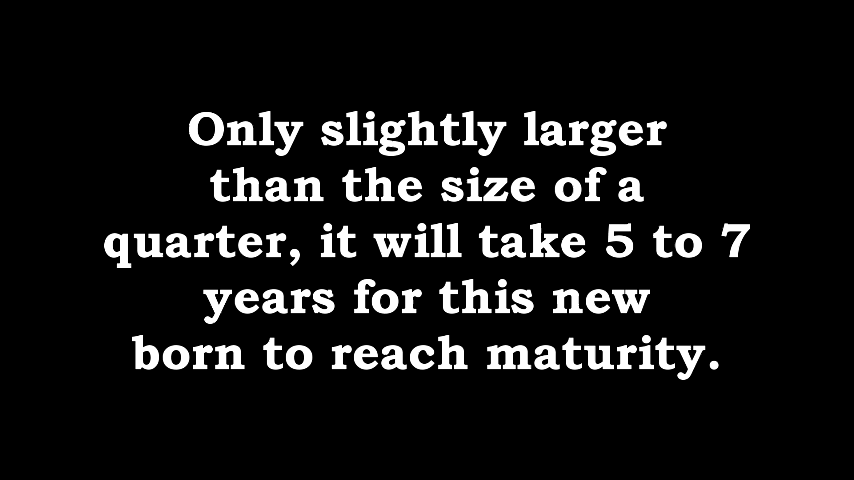 Only slightly larger
than the size of a
quarter, it will take 5 to 7
years for this new
born to reach maturity.